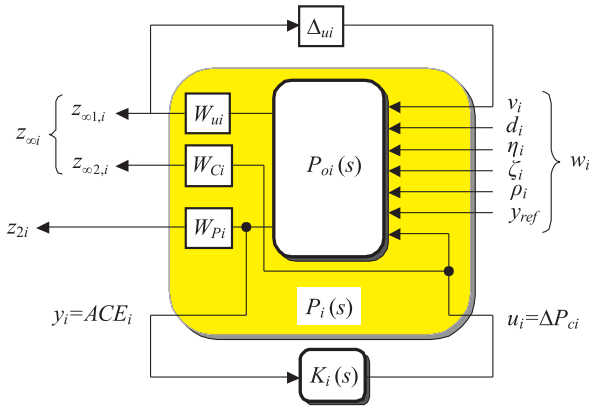 Δui
z∞1,i
Wui
vi
di
z∞i
ηi
wi
z∞2,i
WCi
Poi(s)
ζi
ρi
z2i
WPi
yref
yi=ACEi
Pi(s)
ui=ΔPci
Ki(s)